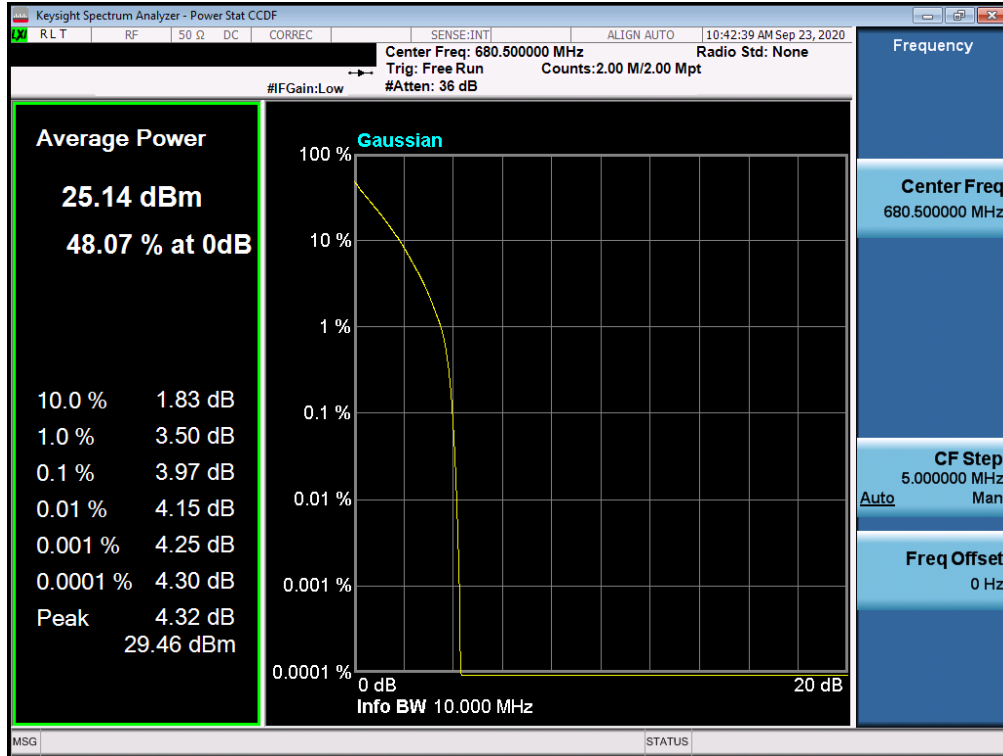 Keysight Spectrum Analyzer - Power Stat CCDF
LXI RLT RF 50 Ω DC CORREC SENSE:INT ALIGN AUTO 10:42:39 AM Sep 23, 2020
Center Freq: 680.500000 MHz Radio Std: None
Trig: Free Run Counts:2.00 M/2.00 Mpt
#IFGain:Low #Atten: 36 dB
Frequency
Average Power
25.14 dBm
48.07 % at 0dB
10.0 % 1.83 dB
1.0 % 3.50 dB
0.1 % 3.97 dB
0.01 % 4.15 dB
0.001 % 4.25 dB
0.0001 % 4.30 dB
Peak 4.32 dB
29.46 dBm
Gaussian
100 %
10 %
1 %
0.1 %
0.01 %
0.001 %
0.0001 %
0 dB 20 dB
Info BW 10.000 MHz
Center Freq
680.500000 MHz
CF Step
5.000000 MHz
Auto Man
Freq Offset
0 Hz
MSG STATUS